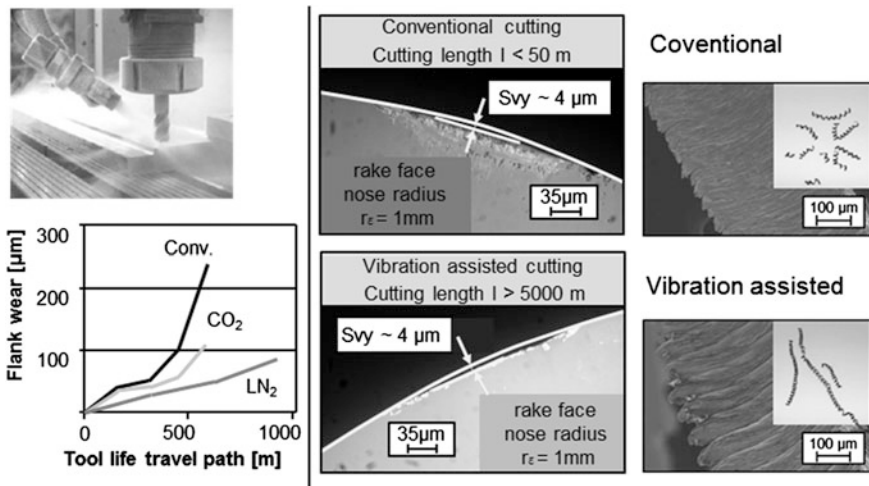 300
200
100
0
500
1000
Flank wear [µm]
Conv.
CO₂
LN₂
Tool life travel path [m]
Conventional cutting
Cutting length l < 50 m
Svy ~ 4 µm
rake face
nose radius
rε = 1mm
35µm
Vibration assisted cutting
Cutting length l > 5000 m
Svy ~ 4 µm
35µm
rake face
nose radius
rε = 1mm
Coventional
100 µm
Vibration assisted
100 µm